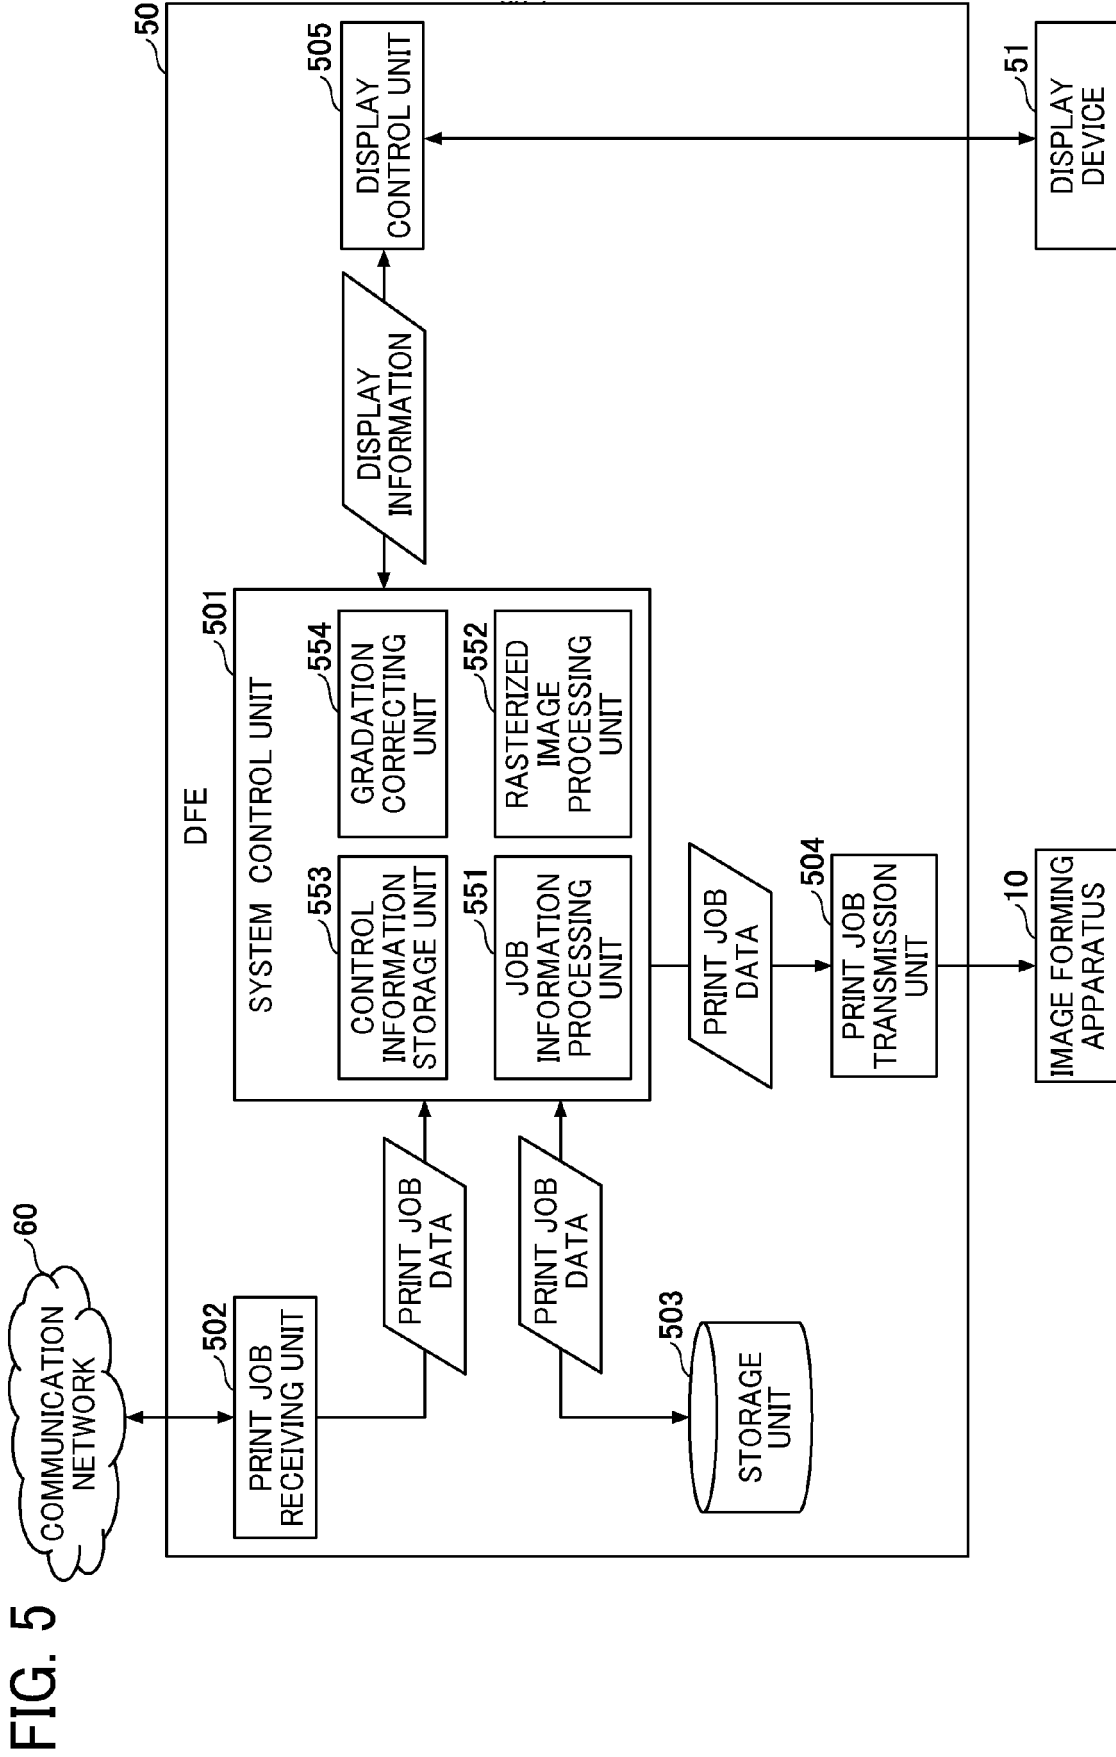 FIG. 5
60
COMMUNICATION
NETWORK
50
DFE
502
PRINT JOB
RECEIVING UNIT
501
SYSTEM CONTROL UNIT
505
DISPLAY
CONTROL UNIT
PRINT JOB
DATA
553
CONTROL
INFORMATION
STORAGE UNIT
554
GRADATION
CORRECTING
UNIT
DISPLAY
INFORMATION
PRINT JOB
DATA
551
JOB
INFORMATION
PROCESSING
UNIT
552
RASTERIZED
IMAGE
PROCESSING
UNIT
503
STORAGE
UNIT
PRINT JOB
DATA
504
PRINT JOB
TRANSMISSION
UNIT
10
IMAGE FORMING
APPARATUS
51
DISPLAY
DEVICE